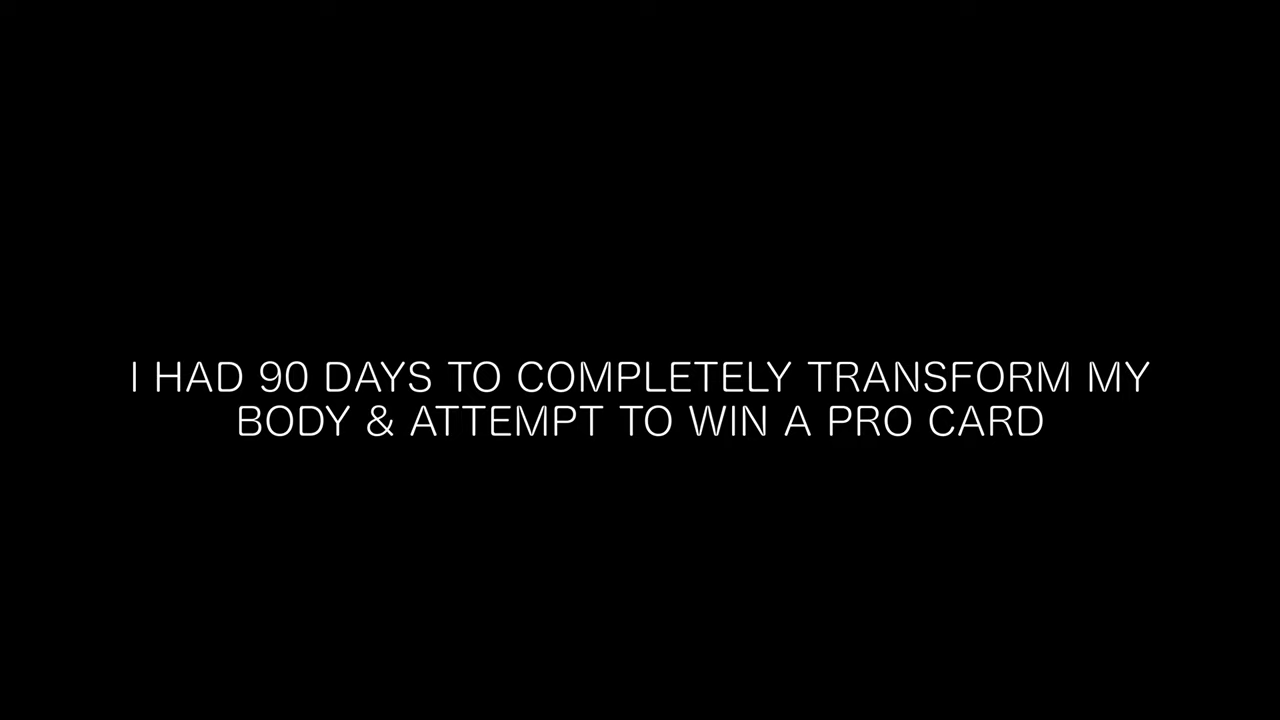 I HAD 90 DAYS TO COMPLETELY TRANSFORM MY
BODY & ATTEMPT TO WIN A PRO CARD